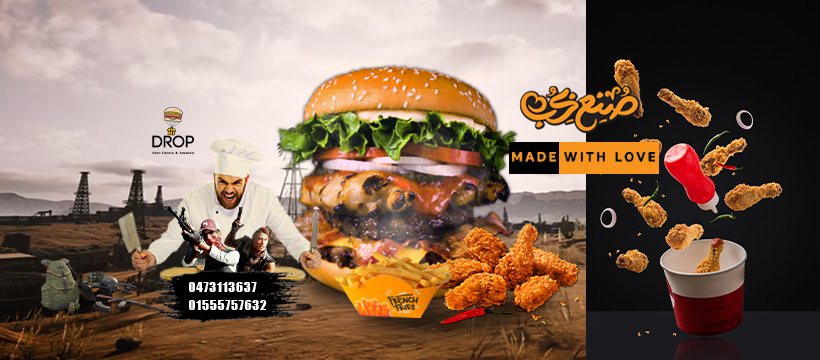 صنع بحب
MADE WITH LOVE
DROP
0473113637
01555757632
FRENCH
FRIES